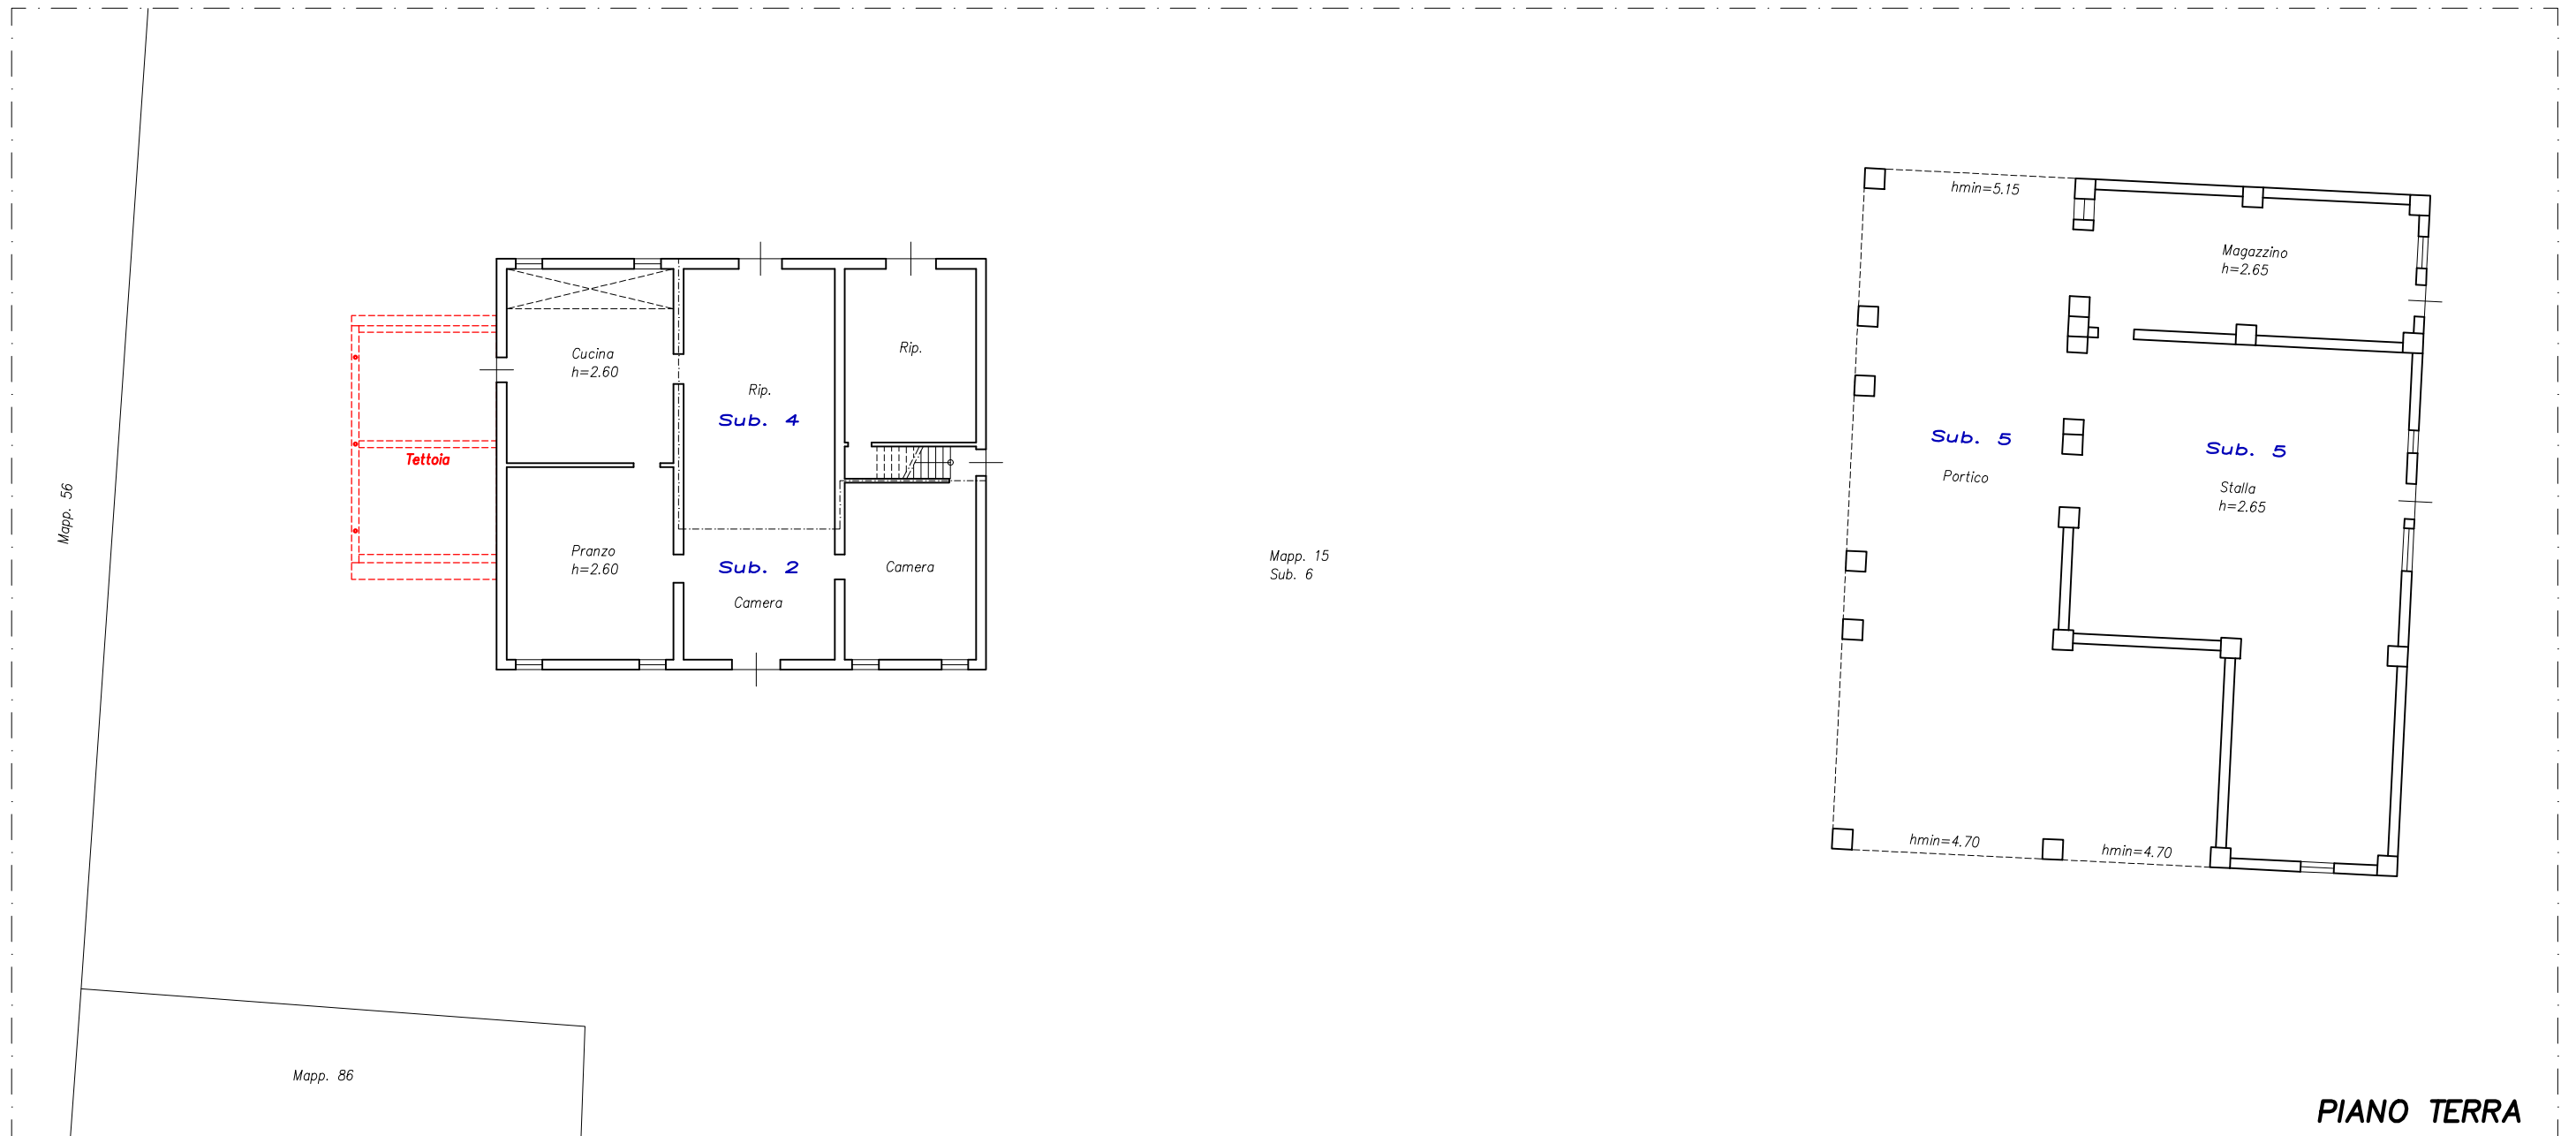 Mapp. 56
Tettoia
Cucina
h=2.60
Pranzo
h=2.60
Rip.
Sub. 4
Sub. 2
Camera
Rip.
Camera
Mapp. 15
Sub. 6
hmin=5.15
Sub. 5
Portico
Magazzino
h=2.65
Sub. 5
Stalla
h=2.65
hmin=4.70
hmin=4.70
Mapp. 86
PIANO TERRA